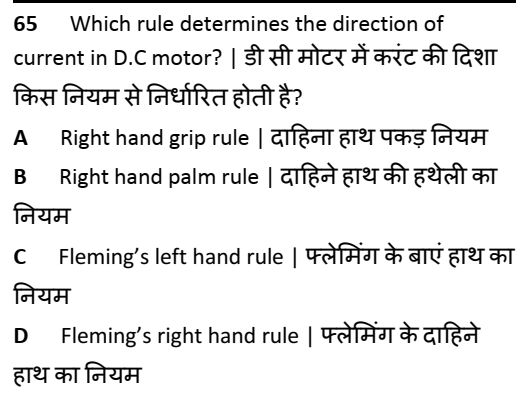 65 Which rule determines the direction of
current in D.C motor? | डी सी मोटर में करंट की दिशा
किस नियम से निर्धारित होती है?
A Right hand grip rule | दाहिना हाथ पकड़ नियम
B Right hand palm rule | दाहिने हाथ की हथेली का
नियम
C Fleming’s left hand rule | फ्लेमिंग के बाएं हाथ का
नियम
D Fleming’s right hand rule | फ्लेमिंग के दाहिने
हाथ का नियम